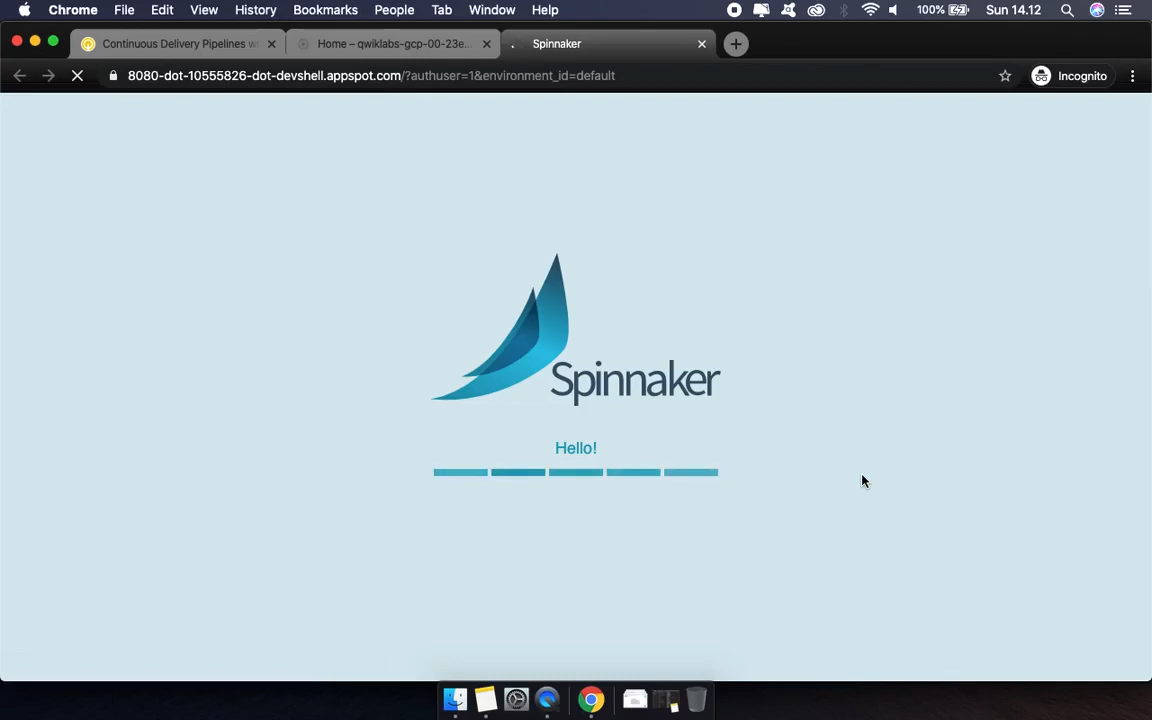 Chrome File Edit View History Bookmarks People Tab Window Help 100% Sun 14.12
Continuous Delivery Pipelines w
Home – qwiklabs-gcp-00-23e...
Spinnaker
8080-dot-10555826-dot-devshell.appspot.com/?authuser=1&environment_id=default
Incognito
Spinnaker
Hello!